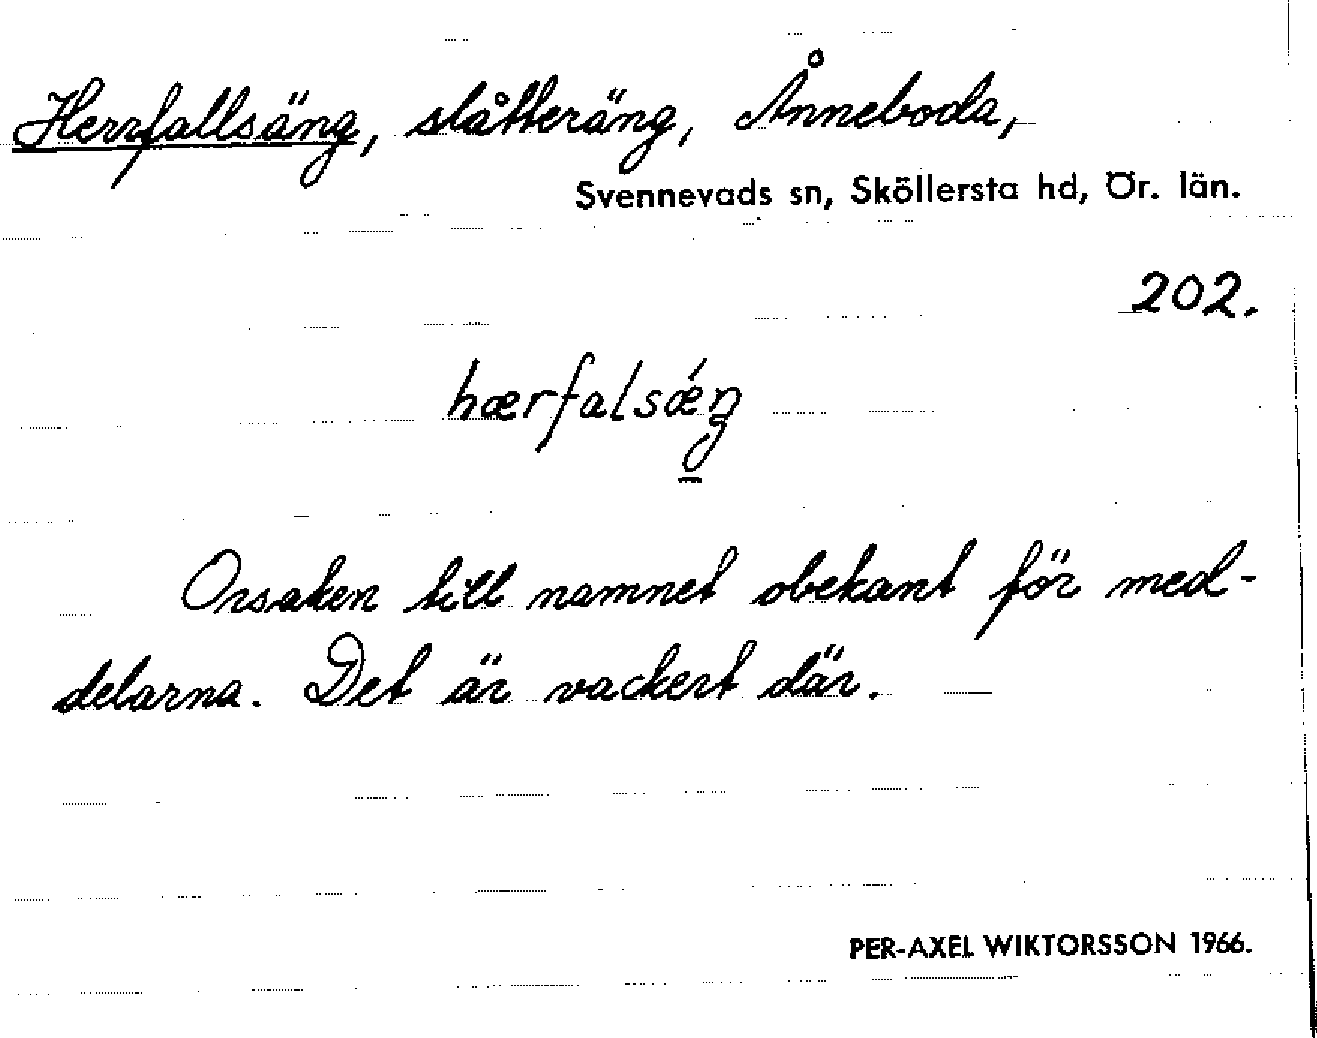 Herrfallsäng, slåtteräng, Ånneboda,
Svennevads sn, Sköllersta hd, Ör. län.
202.
hærfalsǽŋ
Orsaken till namnet obekant för med-
delarna. Det är vackert där.
PER-AXEL WIKTORSSON 1966.